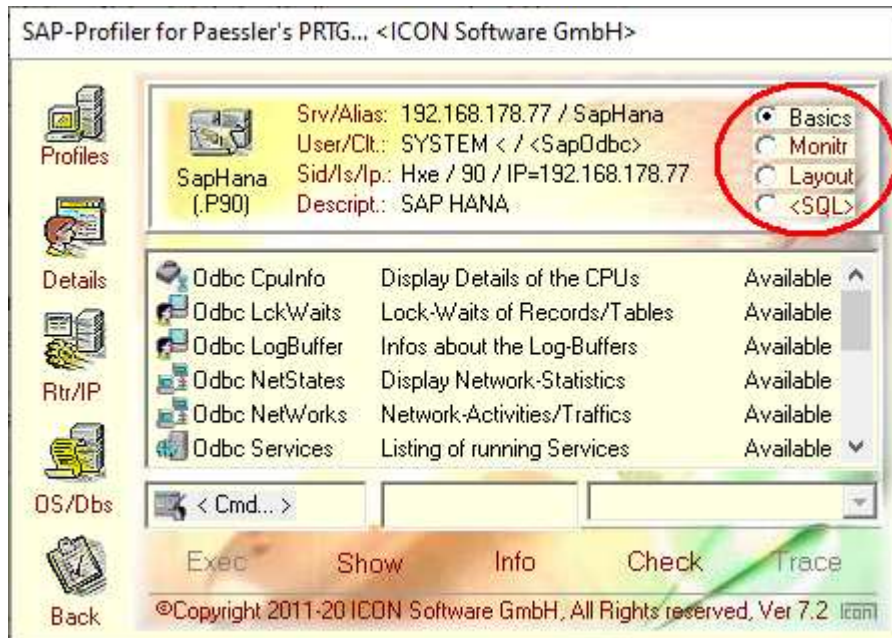 SAP-Profiler for Paessler's PRTG... <ICON Software GmbH>
Profiles
Details
Rtr/IP
OS/Dbs
Back
SapHana
(.P90)
Srv/Alias: 192.168.178.77 / SapHana
User/Clt.: SYSTEM < / <SapOdbc>
Sid/Is/Ip.: Hxe / 90 / IP=192.168.178.77
Descript.: SAP HANA
Basics
Monitr
Layout
<SQL>
Odbc CpuInfo Display Details of the CPUs Available
Odbc LckWaits Lock-Waits of Records/Tables Available
Odbc LogBuffer Infos about the Log-Buffers Available
Odbc NetStates Display Network-Statistics Available
Odbc NetWorks Network-Activities/Traffics Available
Odbc Services Listing of running Services Available
< Cmd... >
Exec Show Info Check Trace
©Copyright 2011-20 ICON Software GmbH, All Rights reserved, Ver 7.2 Icon